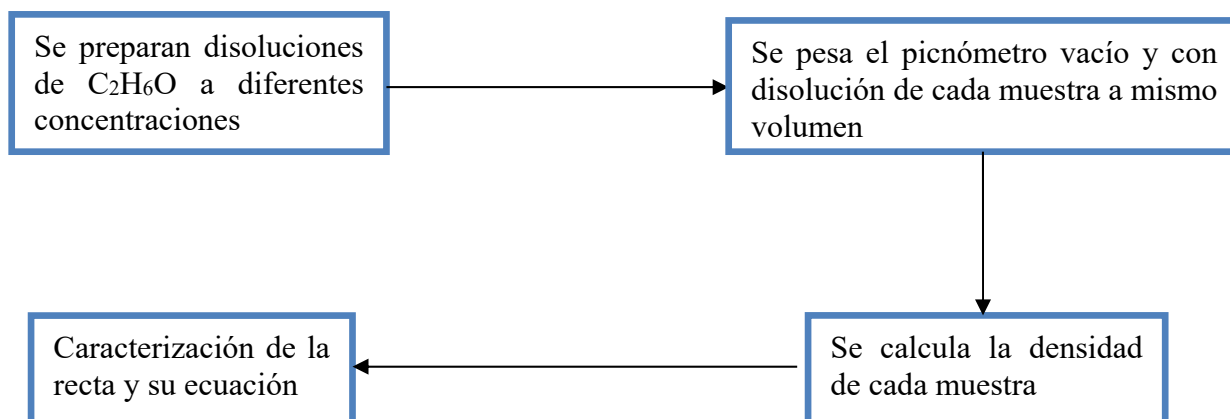 Se preparan disoluciones
de C₂H₆O a diferentes
concentraciones
Se pesa el picnómetro vacío y con
disolución de cada muestra a mismo
volumen
Se calcula la densidad
de cada muestra
Caracterización de la
recta y su ecuación